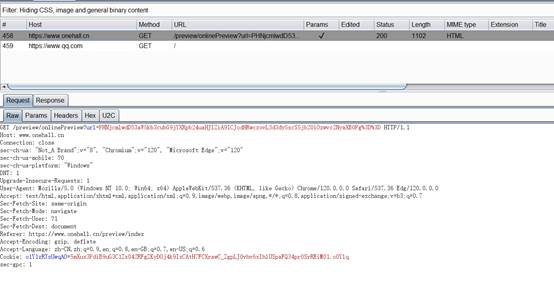 Filter: Hiding CSS, image and general binary content
# Host Method URL Params Edited Status Length MIME type Extension Title
458 https://www.onehall.cn GET /preview/onlinePreview?url=PHNjcmlwdD53... ✓ 200 1102 HTML
459 https://www.qq.com GET /
Request Response
Raw Params Headers Hex U2C
GET /preview/onlinePreview?url= HTTP/1.1
Host: www.onehall.cn
Connection: close
sec-ch-ua: "Not_A Brand";v="8", "Chromium";v="120", "Microsoft Edge";v="120"
sec-ch-ua-mobile: ?0
sec-ch-ua-platform: "Windows"
DNT: 1
Upgrade-Insecure-Requests: 1
User-Agent: Mozilla/5.0 (Windows NT 10.0; Win64; x64) AppleWebKit/537.36 (KHTML, like Gecko) Chrome/120.0.0.0 Safari/537.36 Edg/120.0.0.0
Accept: text/html,application/xhtml+xml,application/xml;q=0.9,image/webp,image/apng,*/*;q=0.8,application/signed-exchange;v=b3;q=0.7
Sec-Fetch-Site: same-origin
Sec-Fetch-Mode: navigate
Sec-Fetch-User: ?1
Sec-Fetch-Dest: document
Referer: https://www.onehall.cn/preview/index
Accept-Encoding: gzip, deflate
Accept-Language: zh-CN,zh;q=0.9,en;q=0.8,en-GB;q=0.7,en-US;q=0.6
Cookie:
sec-gpc: 1